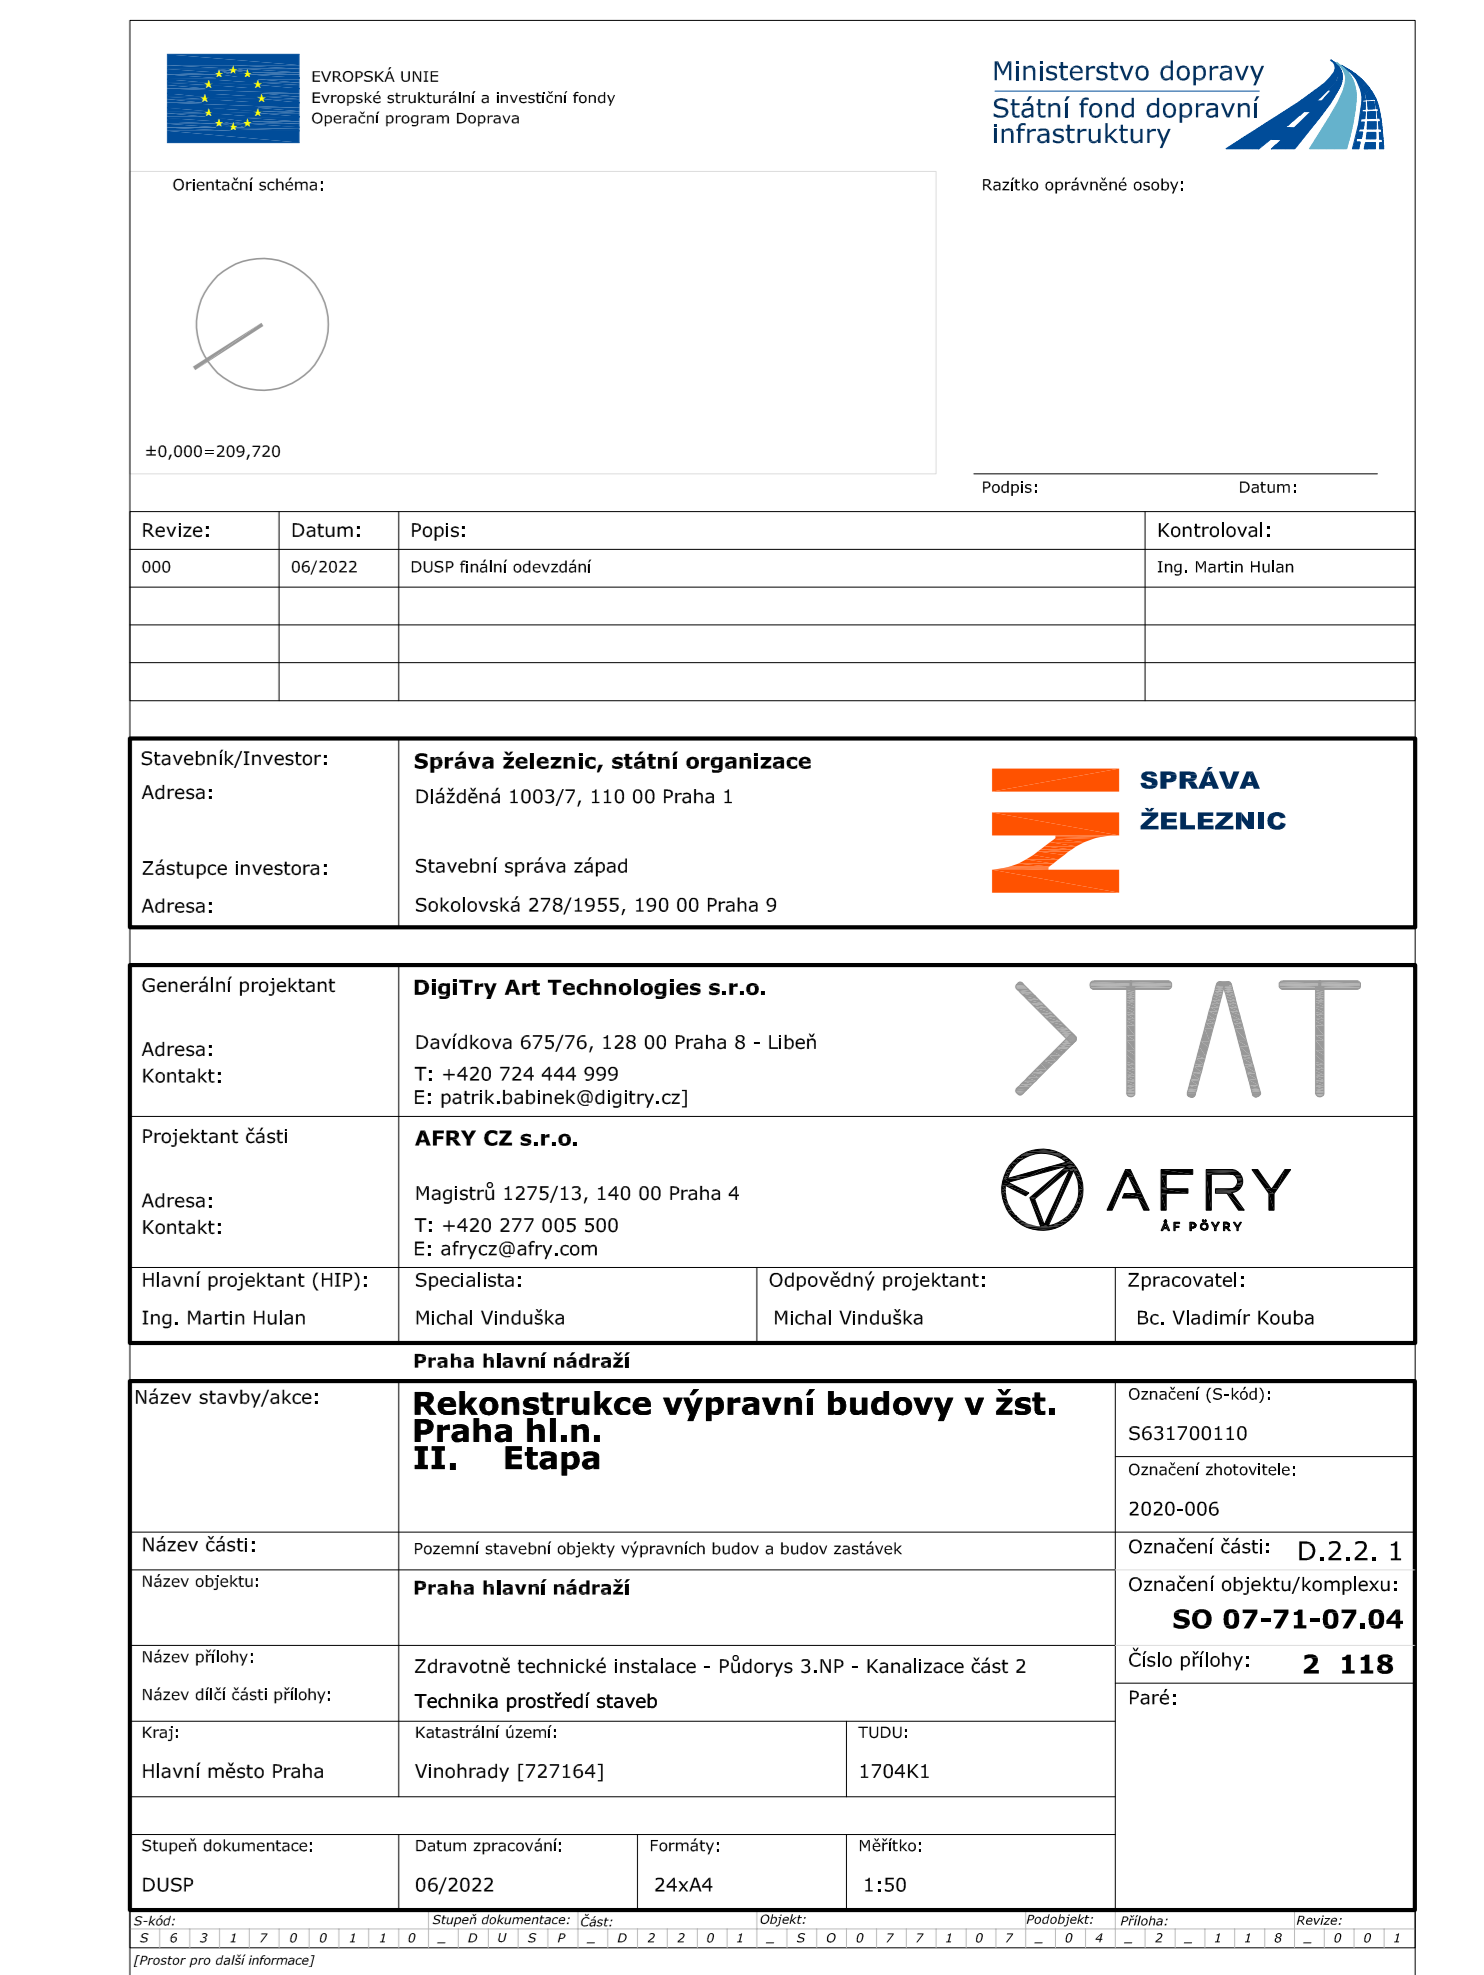 EVROPSKÁ UNIE
Evropské strukturální a investiční fondy
Operační program Doprava
Ministerstvo dopravy
Státní fond dopravní
infrastruktury
Orientační schéma:
Razítko oprávněné osoby:
±0,000=209,720
Podpis: Datum:
Revize: Datum: Popis: Kontroloval:
000 06/2022 DUSP finální odevzdání Ing. Martin Hulan
Stavebník/Investor: Správa železnic, státní organizace
Adresa: Dlážděná 1003/7, 110 00 Praha 1
SPRÁVA
ŽELEZNIC
Zástupce investora: Stavební správa západ
Adresa: Sokolovská 278/1955, 190 00 Praha 9
Generální projektant DigiTry Art Technologies s.r.o.
Adresa: Davídkova 675/76, 128 00 Praha 8 - Libeň
Kontakt: T: +420 724 444 999
E: patrik.babinek@digitry.cz]
Projektant části AFRY CZ s.r.o.
Adresa: Magistrů 1275/13, 140 00 Praha 4
Kontakt: T: +420 277 005 500
E: afrycz@afry.com
AFRY
ÅF PÖYRY
Hlavní projektant (HIP): Specialista: Odpovědný projektant: Zpracovatel:
Ing. Martin Hulan Michal Vinduška Michal Vinduška Bc. Vladimír Kouba
Praha hlavní nádraží
Název stavby/akce: Rekonstrukce výpravní budovy v žst.
Praha hl.n.
II. Etapa
Označení (S-kód):
S631700110
Označení zhotovitele:
2020-006
Název části: Pozemní stavební objekty výpravních budov a budov zastávek Označení části: D.2.2. 1
Název objektu: Praha hlavní nádraží Označení objektu/komplexu:
SO 07-71-07.04
Název přílohy: Zdravotně technické instalace - Půdorys 3.NP - Kanalizace část 2 Číslo přílohy: 2 118
Název dílčí části přílohy: Technika prostředí staveb Paré:
Kraj: Katastrální území: TUDU:
Hlavní město Praha Vinohrady [727164] 1704K1
Stupeň dokumentace: Datum zpracování: Formáty: Měřítko:
DUSP 06/2022 24xA4 1:50
S-kód: Stupeň dokumentace: Část: Objekt: Podobjekt: Příloha: Revize:
S 6 3 1 7 0 0 1 1 0 _ D U S P _ D 2 2 0 1 _ S O 0 7 7 1 0 7 _ 0 4 _ 2 _ 1 1 8 _ 0 0 1
[Prostor pro další informace]